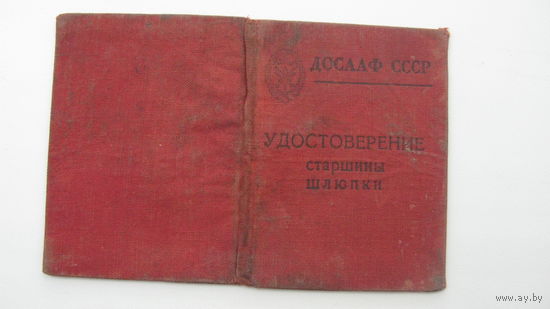 ДОСААФ СССР
УДОСТОВЕРЕНИЕ
старшины
шлюпки
www.ay.by